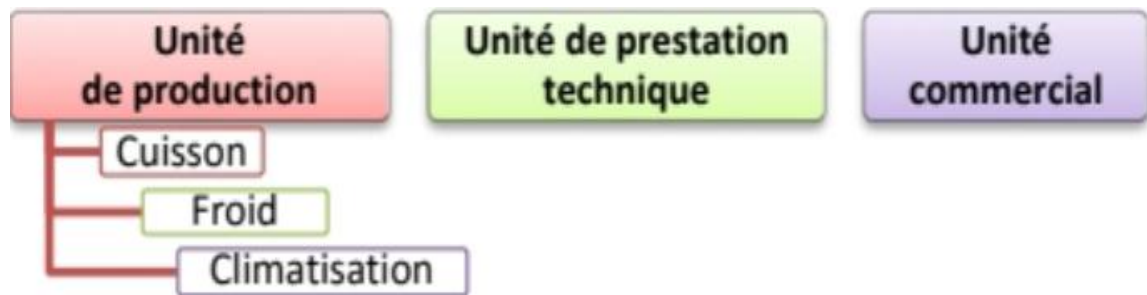 Unité
de production
Unité de prestation
technique
Unité
commercial
Cuisson
Froid
Climatisation